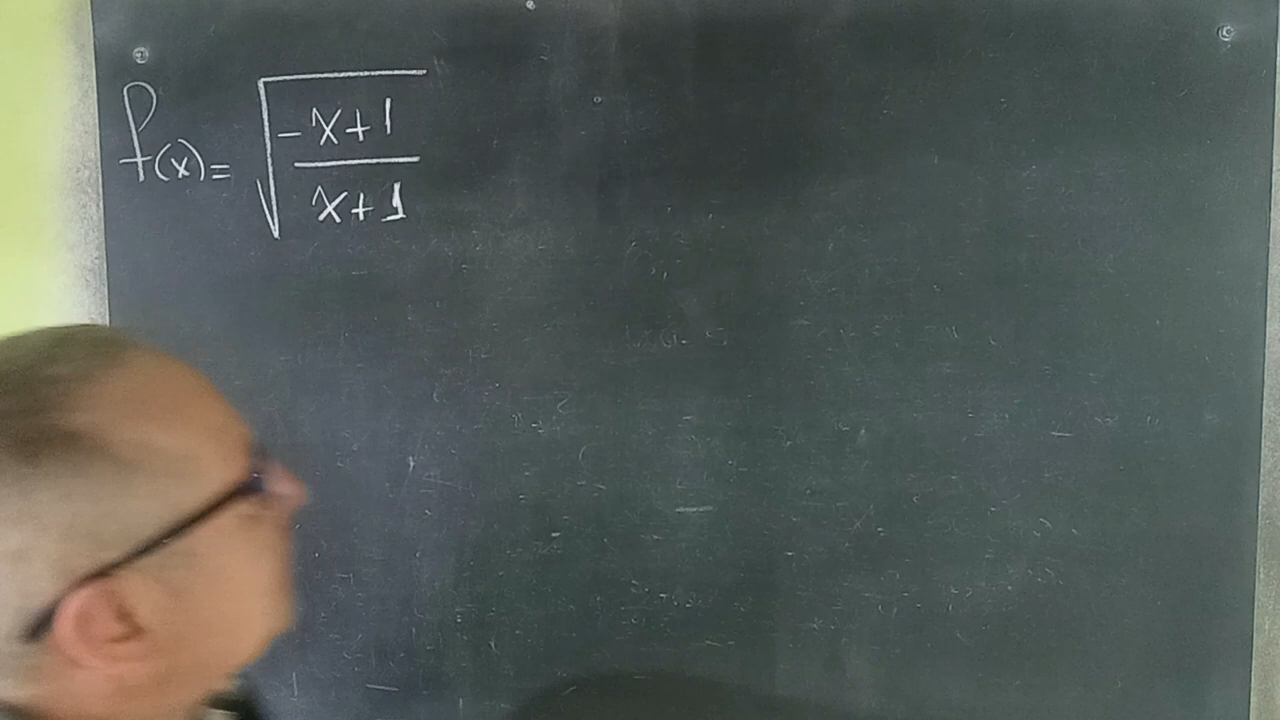 f(x) = √((-x+1)/(x+1))